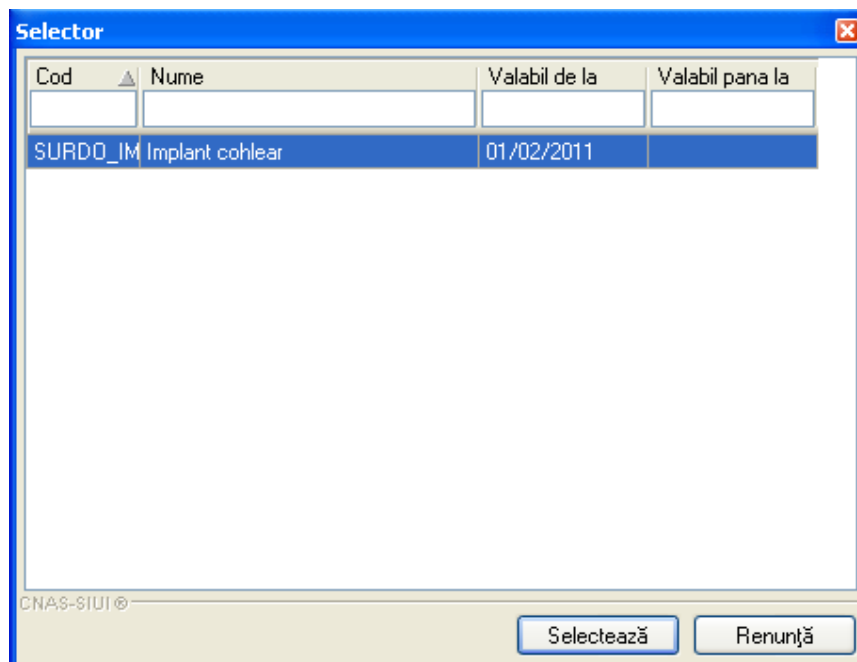 Selector
Cod Nume Valabil de la Valabil pana la
SURDO_IM Implant cohlear 01/02/2011
CNAS-SIUI®
Selectează Renunţă